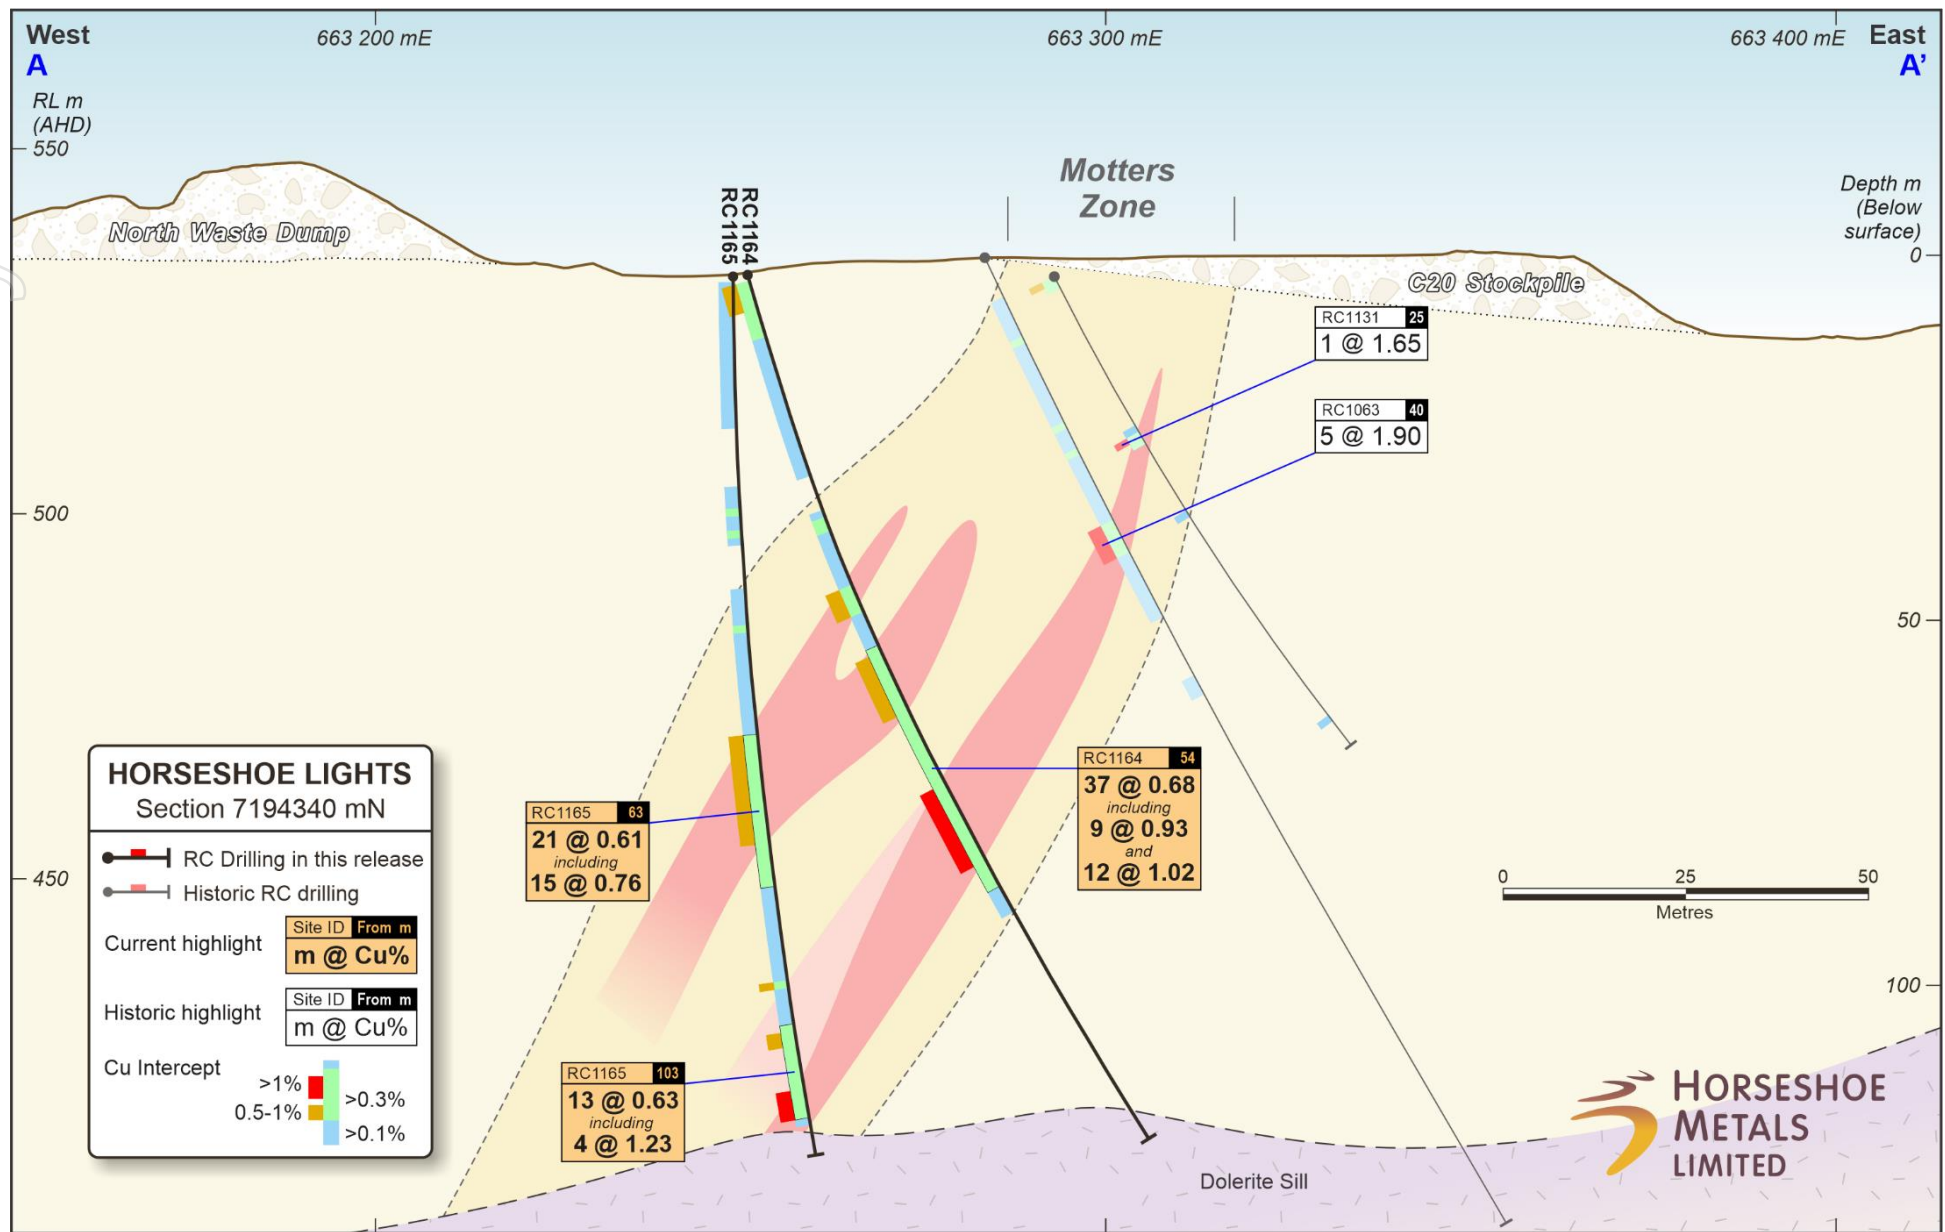 West
A
663 200 mE
663 300 mE
663 400 mE
East
A'
RL m
(AHD)
550
500
450
Depth m
(Below
surface)
0
50
100
North Waste Dump
RC1165
RC1164
Motters
Zone
C20 Stockpile
RC1131 25
1 @ 1.65
RC1063 40
5 @ 1.90
RC1164 54
37 @ 0.68
including
9 @ 0.93
and
12 @ 1.02
RC1165 63
21 @ 0.61
including
15 @ 0.76
RC1165 103
13 @ 0.63
including
4 @ 1.23
HORSESHOE LIGHTS
Section 7194340 mN
RC Drilling in this release
Historic RC drilling
Current highlight
Site ID From m
m @ Cu%
Historic highlight
Site ID From m
m @ Cu%
Cu Intercept
>1%
0.5-1%
>0.3%
>0.1%
0 25 50
Metres
Dolerite Sill
HORSESHOE
METALS
LIMITED